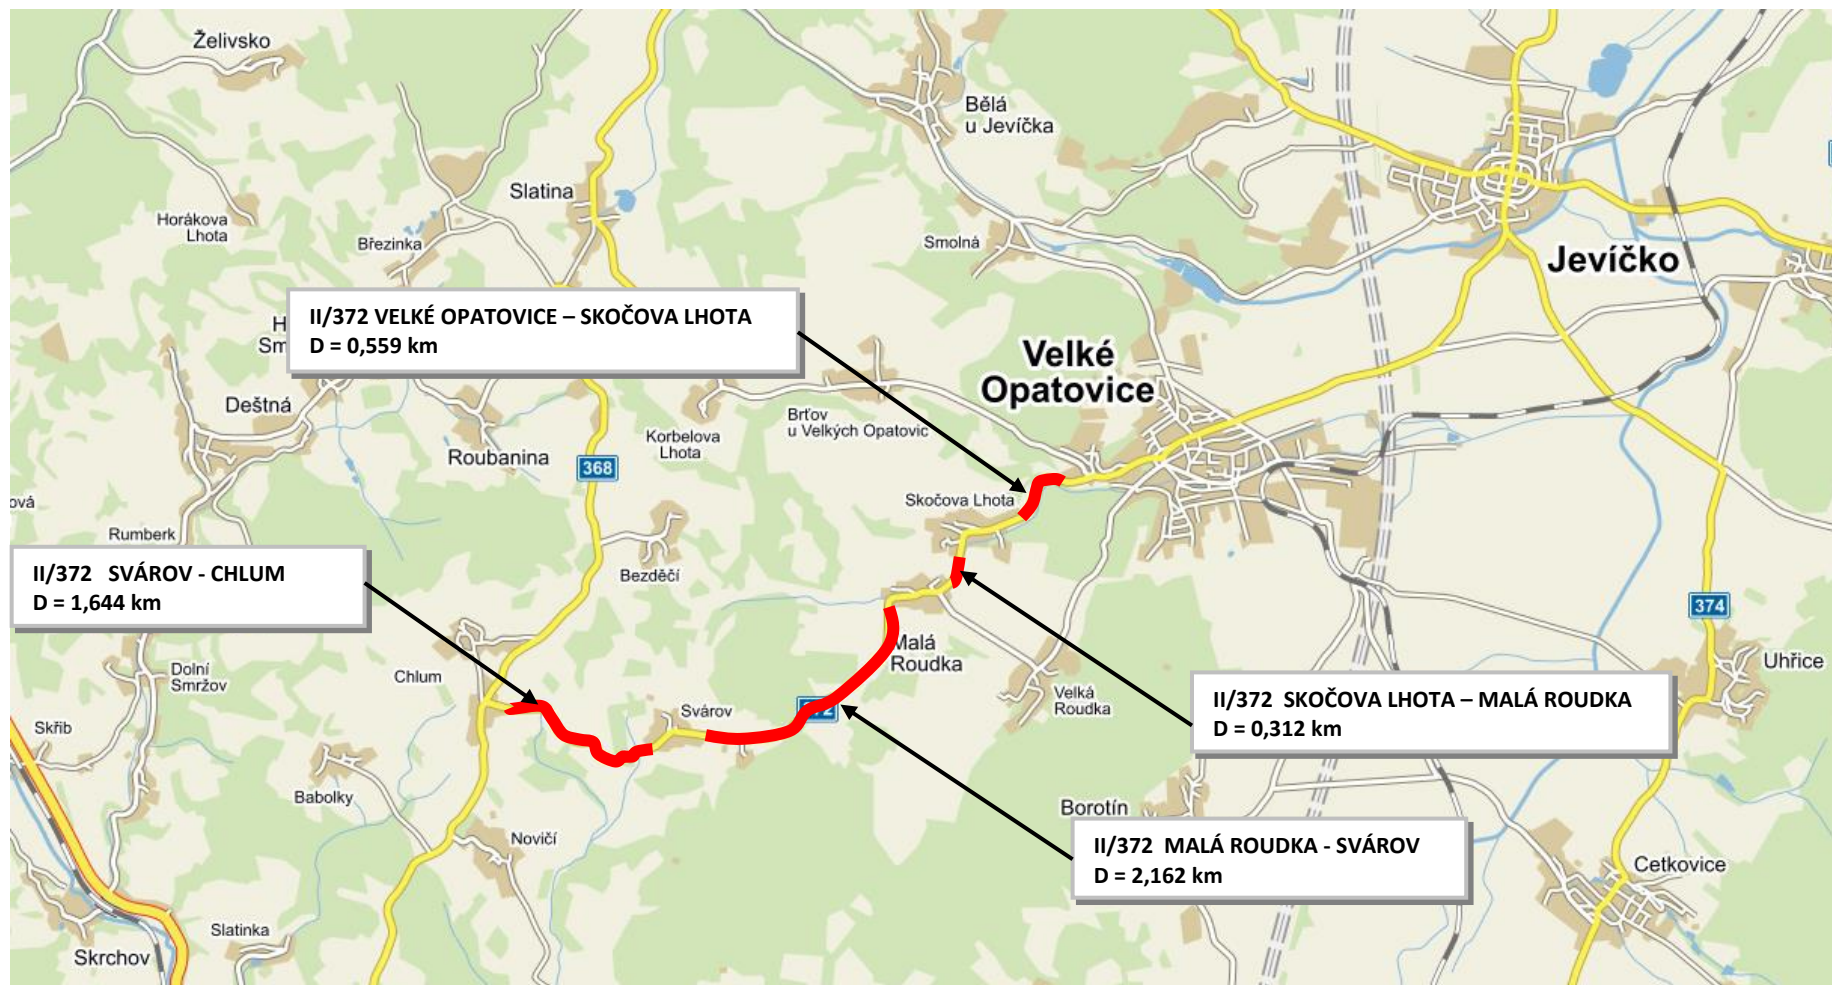 Želivsko
Bělá
u Jevíčka
Slatina
Horákova
Lhota
Březinka
Smolná
Jevíčko
II/372 VELKÉ OPATOVICE – SKOČOVA LHOTA
D = 0,559 km
H
Sm
Velké
Opatovice
Deštná
Brťov
u Velkých Opatovic
Korbelova
Lhota
Roubanina
368
ová
Skočova Lhota
Rumberk
II/372 SVÁROV - CHLUM
D = 1,644 km
Bezděčí
374
Malá
Roudka
Uhřice
Dolní
Smržov
Chlum
Velká
Roudka
II/372 SKOČOVA LHOTA – MALÁ ROUDKA
D = 0,312 km
Svárov
Skřib
Babolky
Borotín
Novičí
II/372 MALÁ ROUDKA - SVÁROV
D = 2,162 km
Cetkovice
Slatinka
Skrchov